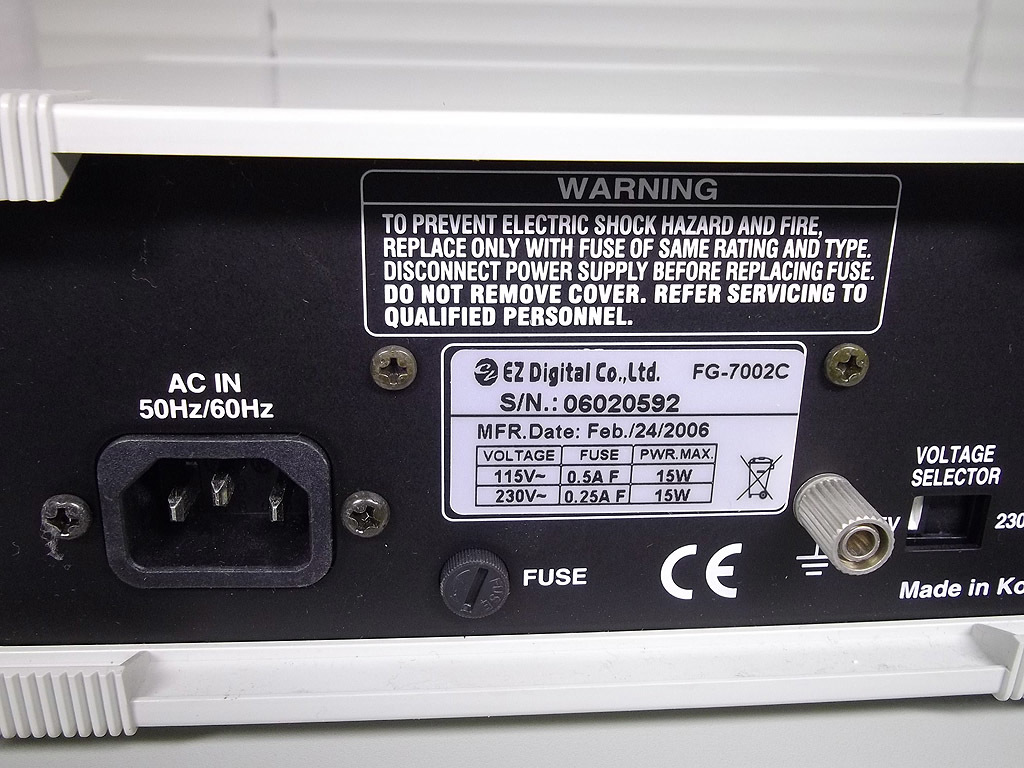 WARNING
TO PREVENT ELECTRIC SHOCK HAZARD AND FIRE,
REPLACE ONLY WITH FUSE OF SAME RATING AND TYPE.
DISCONNECT POWER SUPPLY BEFORE REPLACING FUSE.
DO NOT REMOVE COVER. REFER SERVICING TO
QUALIFIED PERSONNEL.
EZ Digital Co.,Ltd. FG-7002C
S/N.: 06020592
MFR.Date: Feb./24/2006
VOLTAGE FUSE PWR.MAX.
115V~ 0.5A F 15W
230V~ 0.25A F 15W
AC IN
50Hz/60Hz
FUSE
FUSE
CE
VOLTAGE
SELECTOR
230
Made in Ko